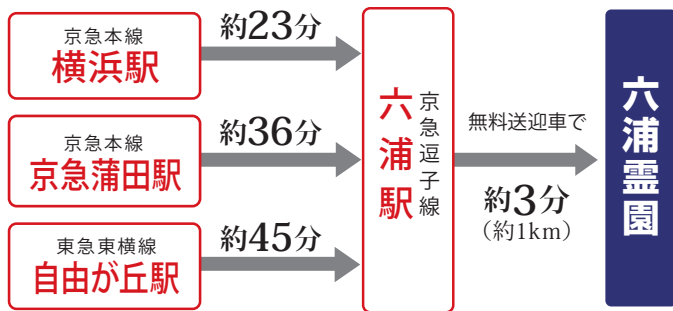 京急本線
横浜駅
約23分
京急本線
京急蒲田駅
約36分
東急東横線
自由が丘駅
約45分
京急逗子線
六浦駅
無料送迎車で
約3分
（約1km）
六浦霊園